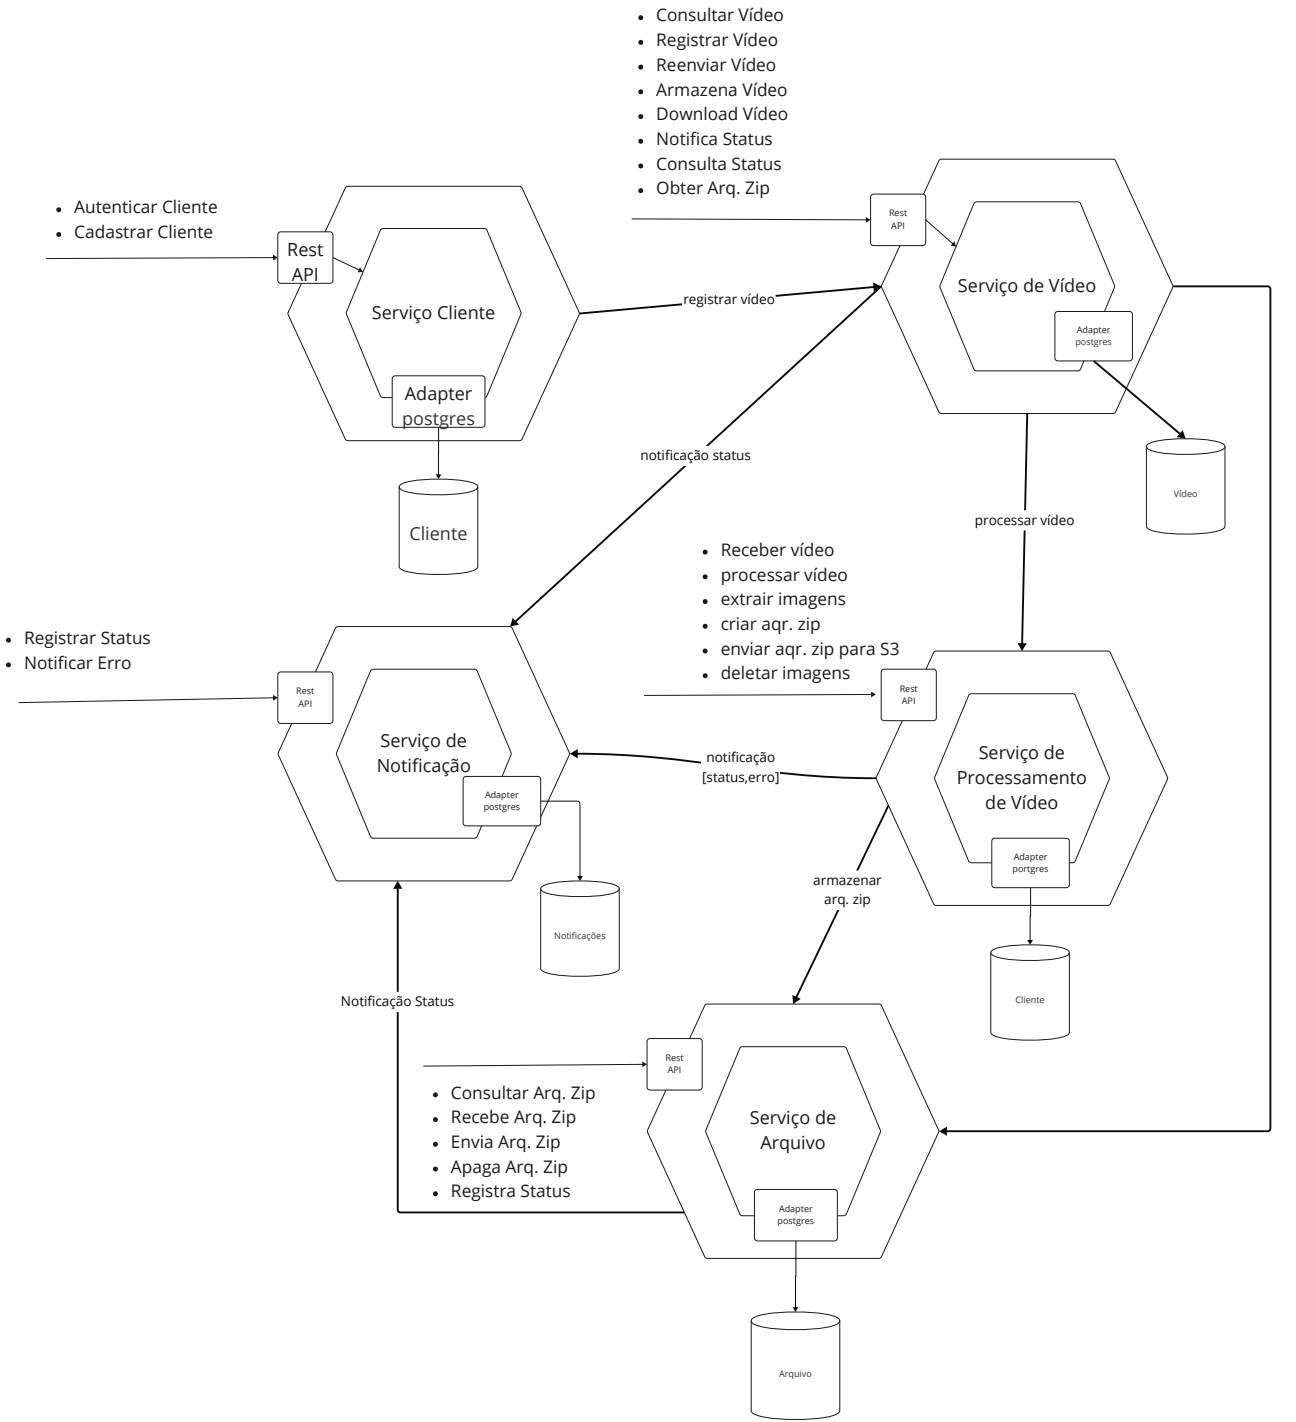 Consultar Vídeo
Registrar Vídeo
Reenviar Vídeo
Armazena Vídeo
Download Vídeo
Notifica Status
Consulta Status
Obter Arq. Zip
Autenticar Cliente
Cadastrar Cliente
Rest
API
Serviço Cliente
Adapter
postgres
Cliente
registrar vídeo
Rest
API
Serviço de Vídeo
Adapter
postgres
Vídeo
notificação status
processar vídeo
Receber vídeo
processar vídeo
extrair imagens
criar aqr. zip
enviar aqr. zip para S3
deletar imagens
Registrar Status
Notificar Erro
Rest
API
Serviço de
Notificação
Adapter
postgres
Notificações
notificação
[status,erro]
Rest
API
Serviço de
Processamento
de Vídeo
Adapter
portgres
Cliente
armazenar
arq. zip
Notificação Status
Rest
API
Consultar Arq. Zip
Recebe Arq. Zip
Envia Arq. Zip
Apaga Arq. Zip
Registra Status
Serviço de
Arquivo
Adapter
postgres
Arquivo